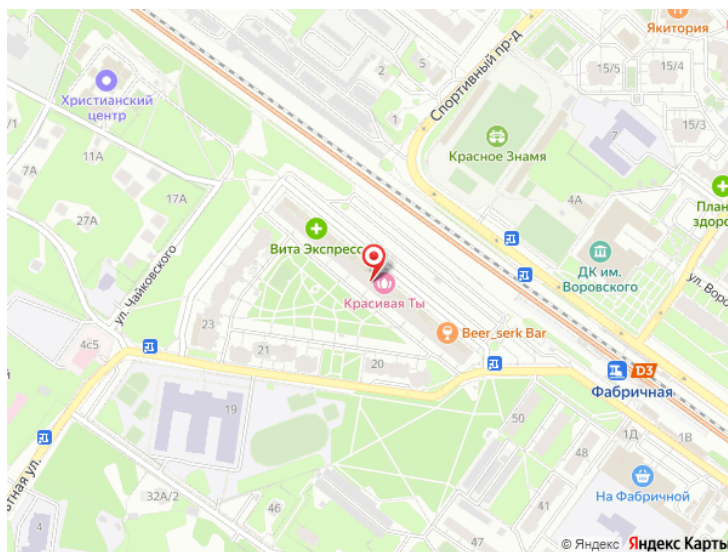 Якитория
15/5
15/4
2
5
Спортивный пр-д
Христианский
центр
1
7
15/3
/1
11А
7А
Красное Знамя
17А
4А
План
здоро
27А
Вита Экспресс
ДК им.
Воровского
ул. Чайковского
Красивая Ты
ул. Воро
23
Beer_serk Bar
4с5
21
20
D3
Фабричная
ий
19
50
1Д
1В
48
41
тная ул.
32А/2
46
На Фабричной
4
47
44
© Яндекс Яндекс Карты